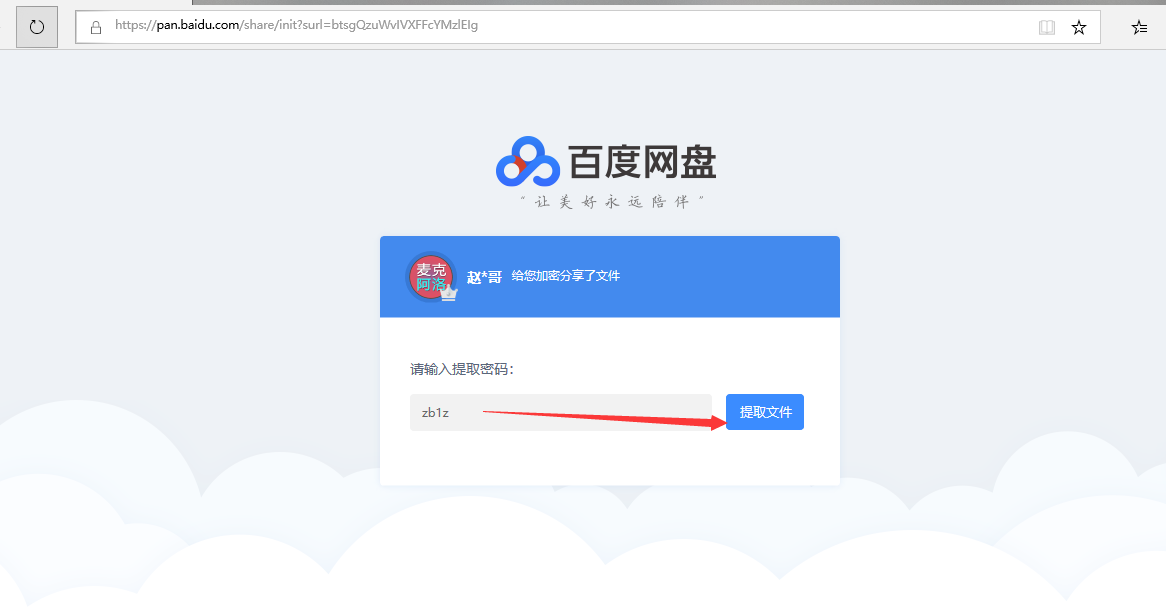 https://pan.baidu.com/share/init?surl=btsgQzuWvIVXFFcYMzlEIg
百度网盘
“让美好永远陪伴”
麦克
阿洛
赵*哥 给您加密分享了文件
请输入提取密码：
zb1z 提取文件